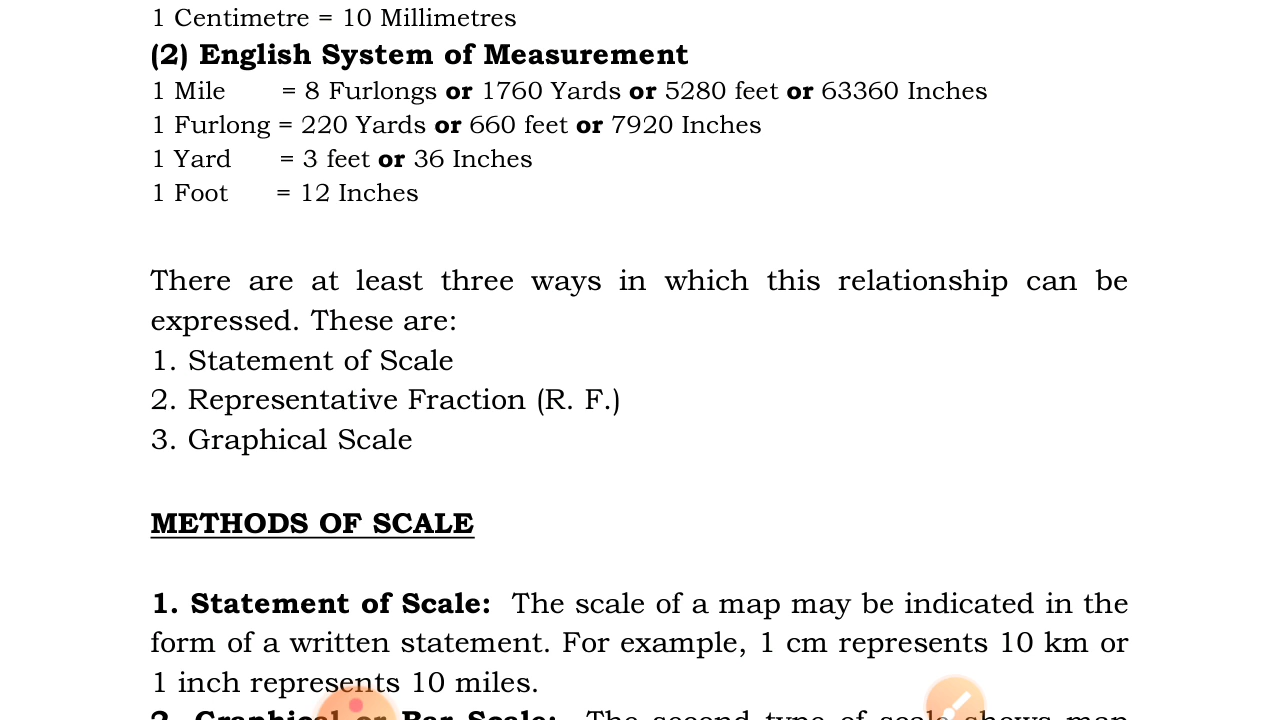 1 Centimetre = 10 Millimetres
(2) English System of Measurement
1 Mile = 8 Furlongs or 1760 Yards or 5280 feet or 63360 Inches
1 Furlong = 220 Yards or 660 feet or 7920 Inches
1 Yard = 3 feet or 36 Inches
1 Foot = 12 Inches
There are at least three ways in which this relationship can be
expressed. These are:
1. Statement of Scale
2. Representative Fraction (R. F.)
3. Graphical Scale
METHODS OF SCALE
1. Statement of Scale: The scale of a map may be indicated in the
form of a written statement. For example, 1 cm represents 10 km or
1 inch represents 10 miles.
2. Graphical or Bar Scale: The second type of scale shows map